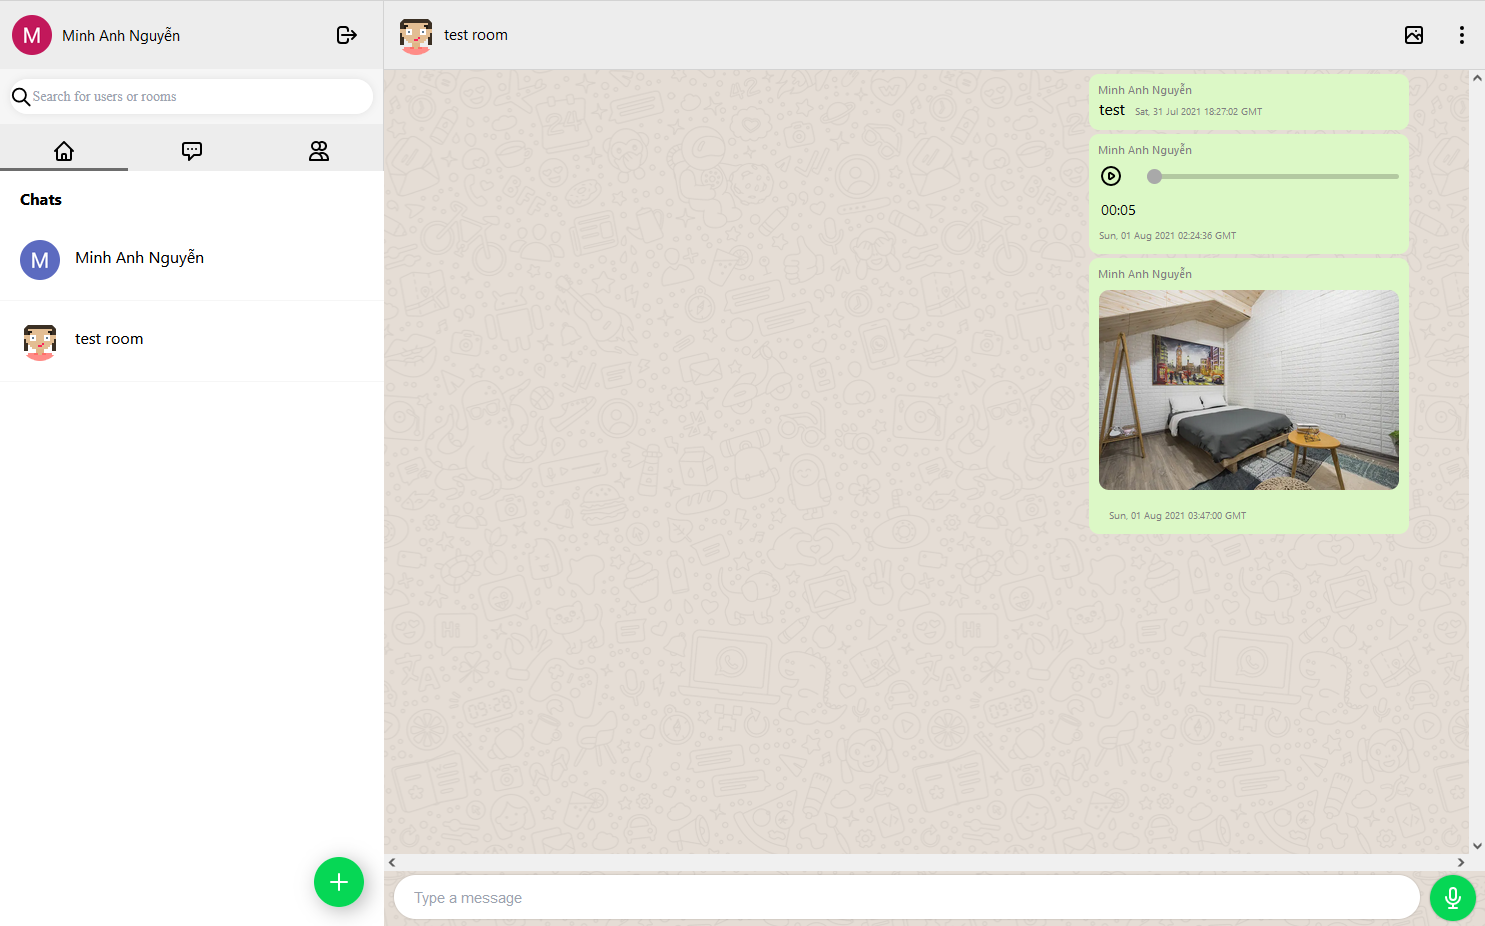 M
Minh Anh Nguyễn
Search for users or rooms
Chats
M
Minh Anh Nguyễn
test room
test room
Minh Anh Nguyễn
test Sat, 31 Jul 2021 18:27:02 GMT
Minh Anh Nguyễn
00:05
Sun, 01 Aug 2021 02:24:36 GMT
Minh Anh Nguyễn
Sun, 01 Aug 2021 03:47:00 GMT
Type a message